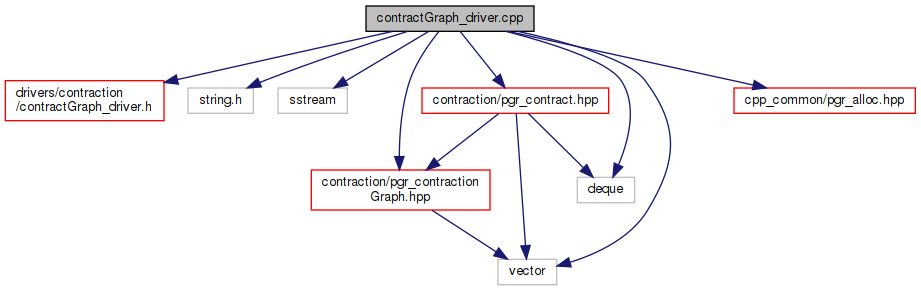 contractGraph_driver.cpp
drivers/contraction
/contractGraph_driver.h
string.h
sstream
contraction/pgr_contract.hpp
cpp_common/pgr_alloc.hpp
contraction/pgr_contraction
Graph.hpp
deque
vector